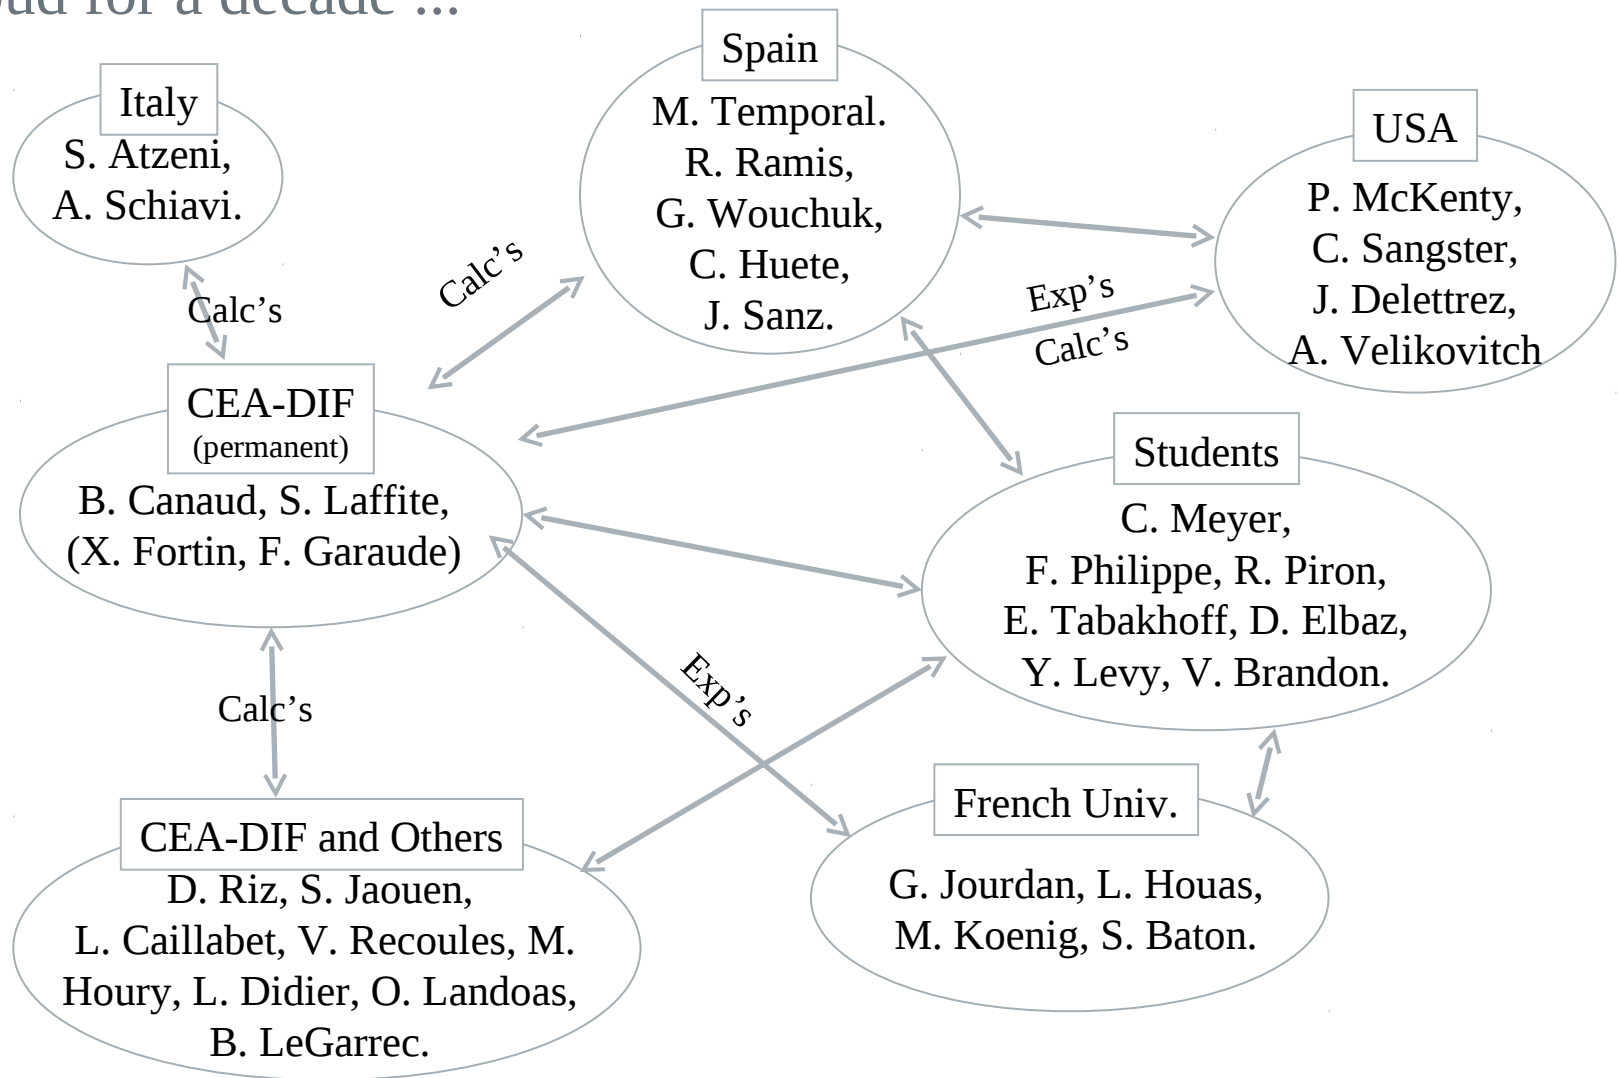 for a decade ...
Italy
S. Atzeni,
A. Schiavi.
Spain
M. Temporal.
R. Ramis,
G. Wouchuk,
C. Huete,
J. Sanz.
USA
P. McKenty,
C. Sangster,
J. Delettrez,
A. Velikovitch
Calc’s
Calc’s
Exp’s
Calc’s
CEA-DIF
(permanent)
B. Canaud, S. Laffite,
(X. Fortin, F. Garaude)
Students
C. Meyer,
F. Philippe, R. Piron,
E. Tabakhoff, D. Elbaz,
Y. Levy, V. Brandon.
Calc’s
Exp’s
CEA-DIF and Others
D. Riz, S. Jaouen,
L. Caillabet, V. Recoules, M.
Houry, L. Didier, O. Landoas,
B. LeGarrec.
French Univ.
G. Jourdan, L. Houas,
M. Koenig, S. Baton.